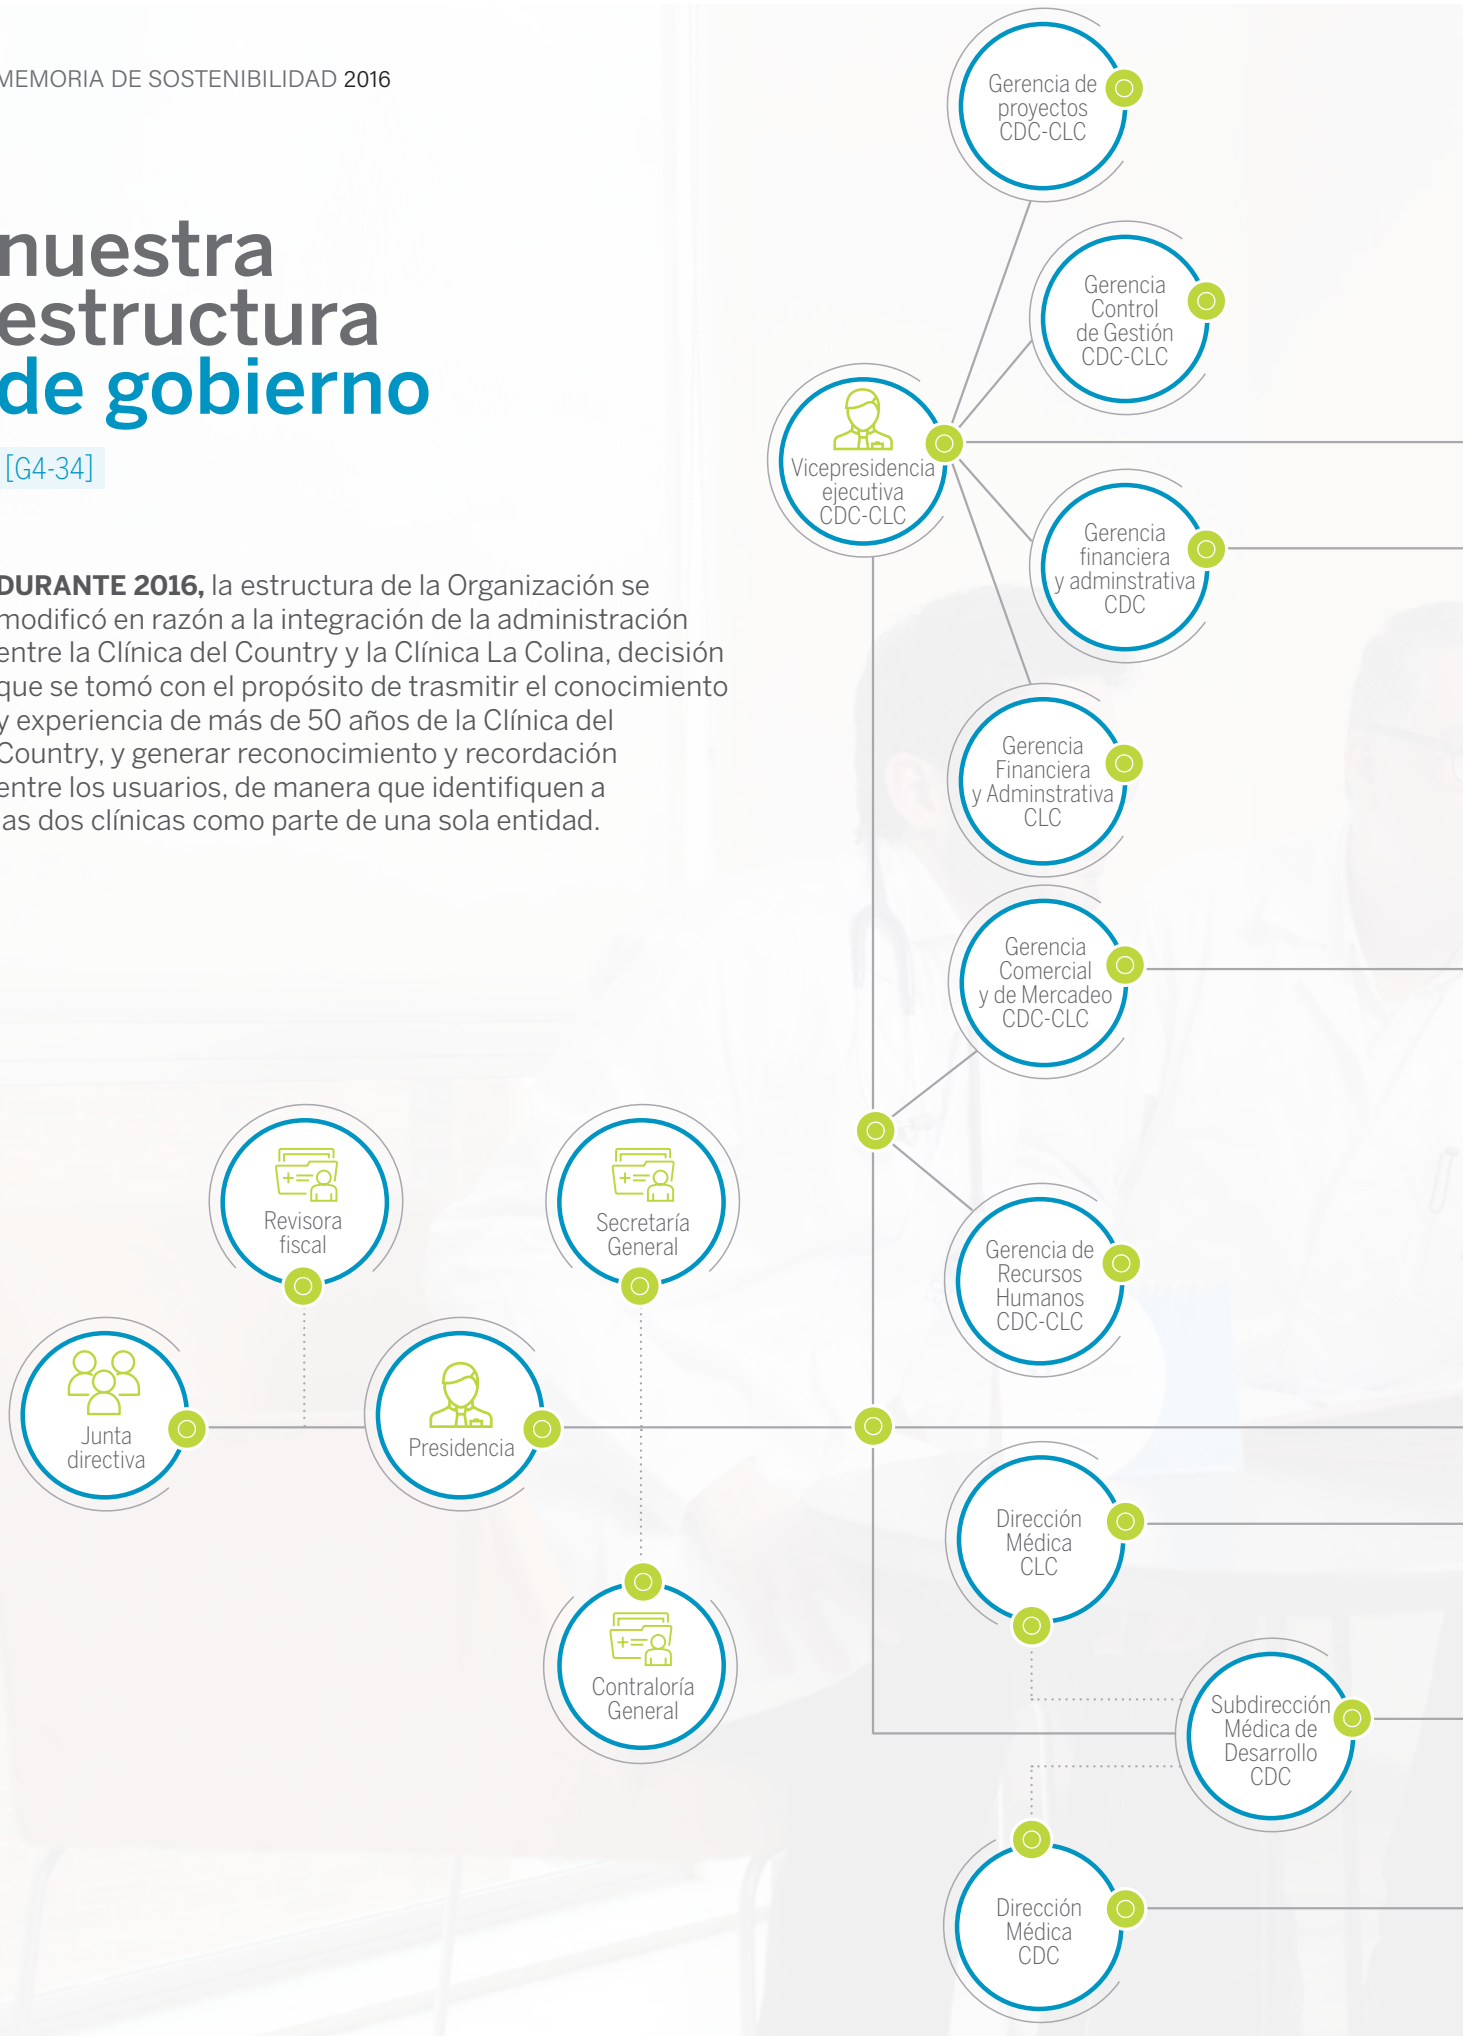 MEMORIA DE SOSTENIBILIDAD 2016
nuestra
estructura
de gobierno
[G4-34]
DURANTE 2016, la estructura de la Organización se
modificó en razón a la integración de la administración
entre la Clínica del Country y la Clínica La Colina, decisión
que se tomó con el propósito de trasmitir el conocimiento
y experiencia de más de 50 años de la Clínica del
Country, y generar reconocimiento y recordación
entre los usuarios, de manera que identifiquen a
las dos clínicas como parte de una sola entidad.
Gerencia de
proyectos
CDC-CLC
Gerencia
Control
de Gestión
CDC-CLC
Vicepresidencia
ejecutiva
CDC-CLC
Gerencia
financiera
y adminstrativa
CDC
Gerencia
Financiera
y Adminstrativa
CLC
Gerencia
Comercial
y de Mercadeo
CDC-CLC
Revisora
fiscal
Secretaría
General
Gerencia de
Recursos
Humanos
CDC-CLC
Junta
directiva
Presidencia
Dirección
Médica
CLC
Contraloría
General
Subdirección
Médica de
Desarrollo
CDC
Dirección
Médica
CDC